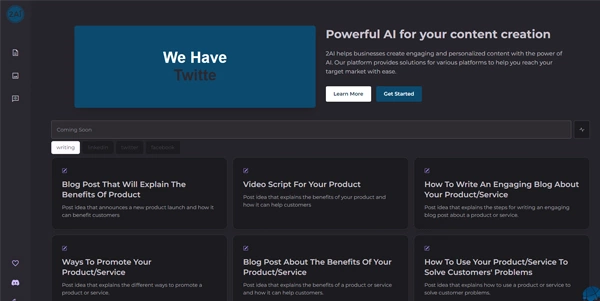 2AI
We Have
Twitte
Powerful AI for your content creation
2AI helps businesses create engaging and personalized content with the power
of AI. Our platform provides solutions for various platforms to help you reach your
target market with ease.
Learn More
Get Started
Coming Soon
writing
linkedin
twitter
facebook
Blog Post That Will Explain The
Benefits Of Product
Post Idea that announces a new product launch and how it
can benefit customers
Video Script For Your Product
Post idea that explains the benefits of your product and
how it can help customers
How To Write An Engaging Blog About
Your Product/Service
Post idea that explains the steps for writing an engaging
blog post about a product or service.
Ways To Promote Your
Product/Service
Post idea that explains the different ways to promote a
product or service.
Blog Post About The Benefits Of Your
Product/Service
Post idea that explains the benefits of a product or service
and how it can help customers.
How To Use Your Product/Service To
Solve Customers' Problems
Post idea that explains how to use a product or service to
solve common customer problems.